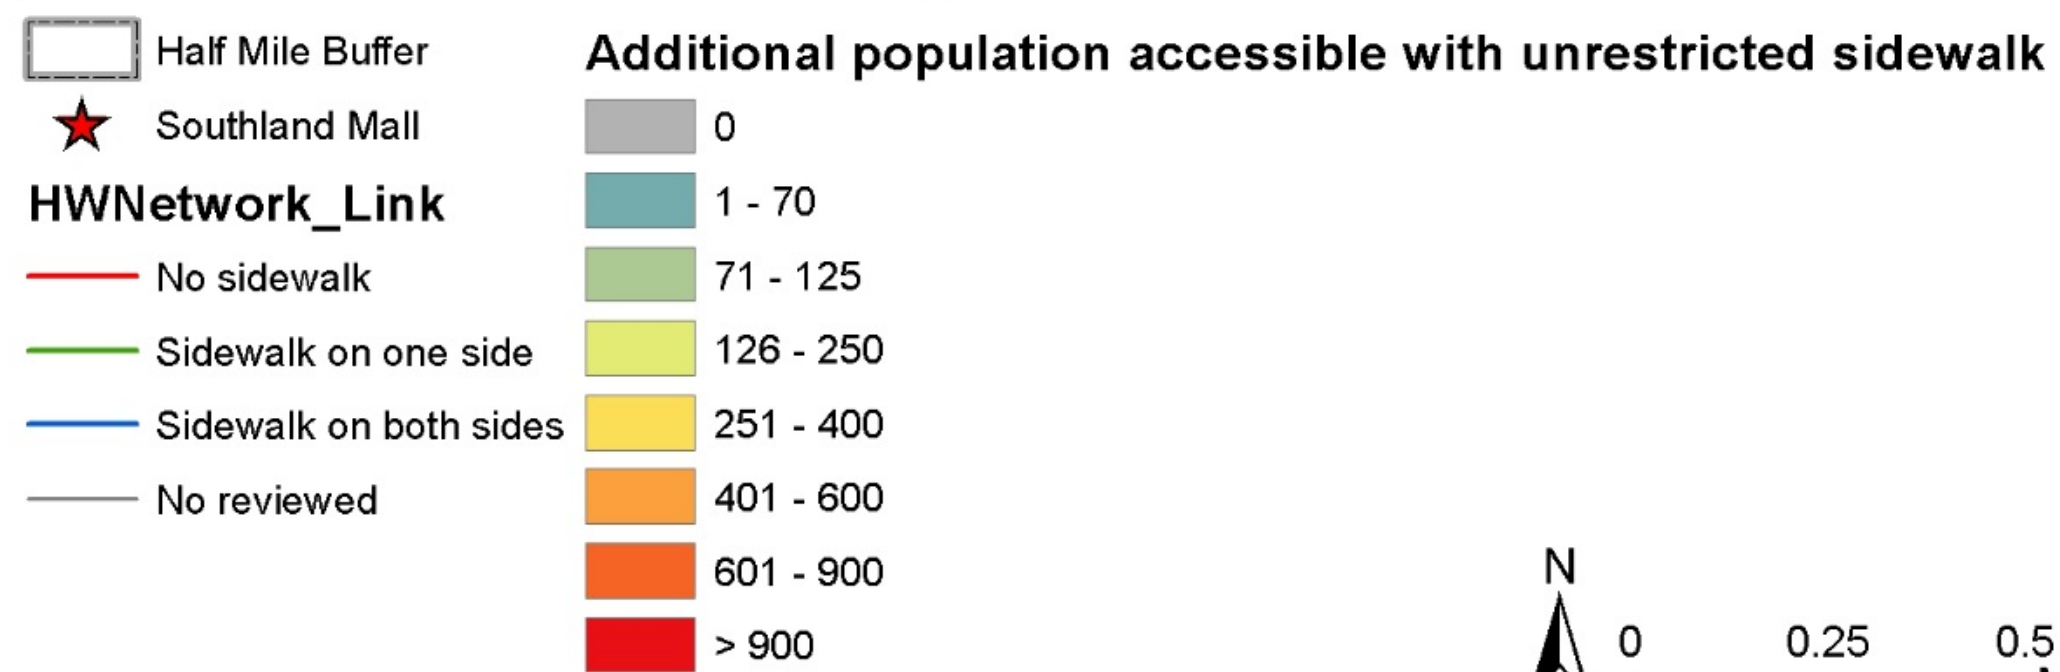 Half Mile Buffer
Southland Mall
HWNetwork_Link
No sidewalk
Sidewalk on one side
Sidewalk on both sides
No reviewed
Additional population accessible with unrestricted sidewalk
0
1 - 70
71 - 125
126 - 250
251 - 400
401 - 600
601 - 900
> 900
N
0 0.25 0.5